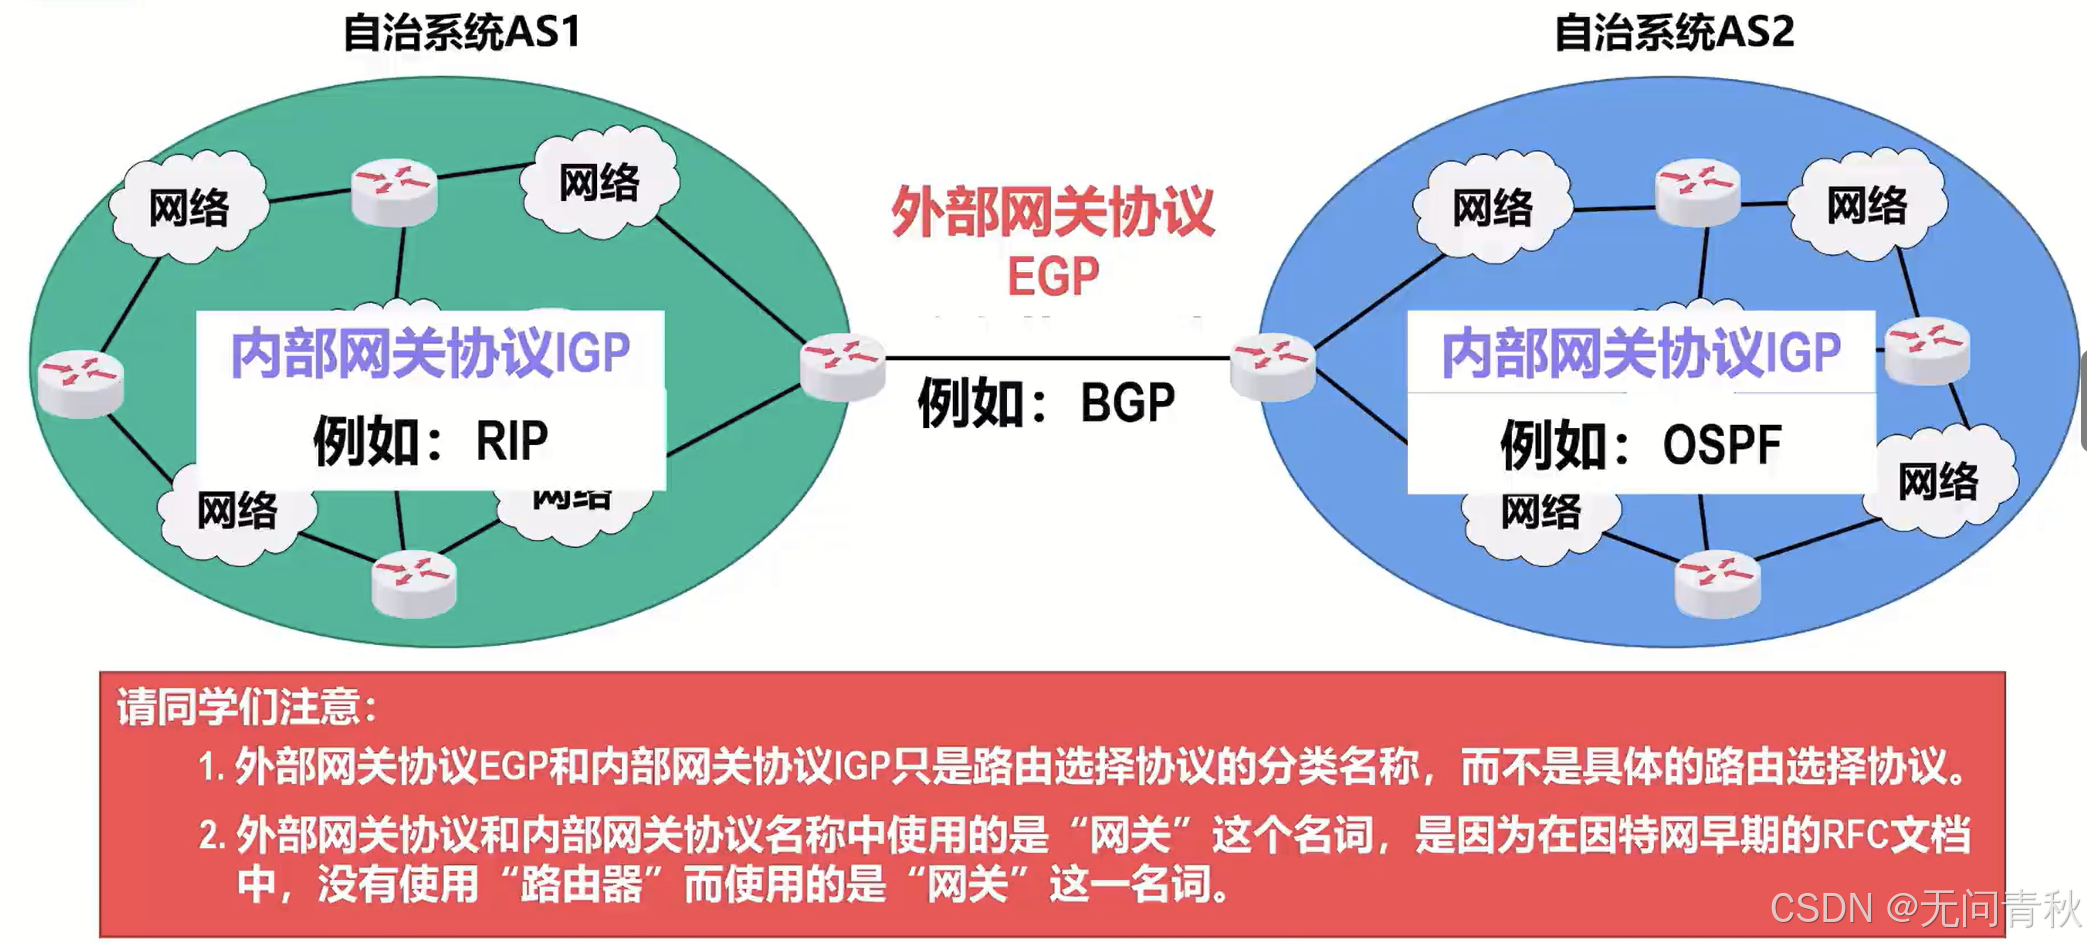 自治系统AS1
自治系统AS2
网络
网络
网络
网络
外部网关协议
EGP
内部网关协议IGP
例如：RIP
例如：BGP
内部网关协议IGP
例如：OSPF
网络
网络
网络
网络
请同学们注意：
1. 外部网关协议EGP和内部网关协议IGP只是路由选择协议的分类名称，而不是具体的路由选择协议。
2. 外部网关协议和内部网关协议名称中使用的是“网关”这个名词，是因为在因特网早期的RFC文档
中，没有使用“路由器”而使用的是“网关”这一名词。
CSDN @无问青秋